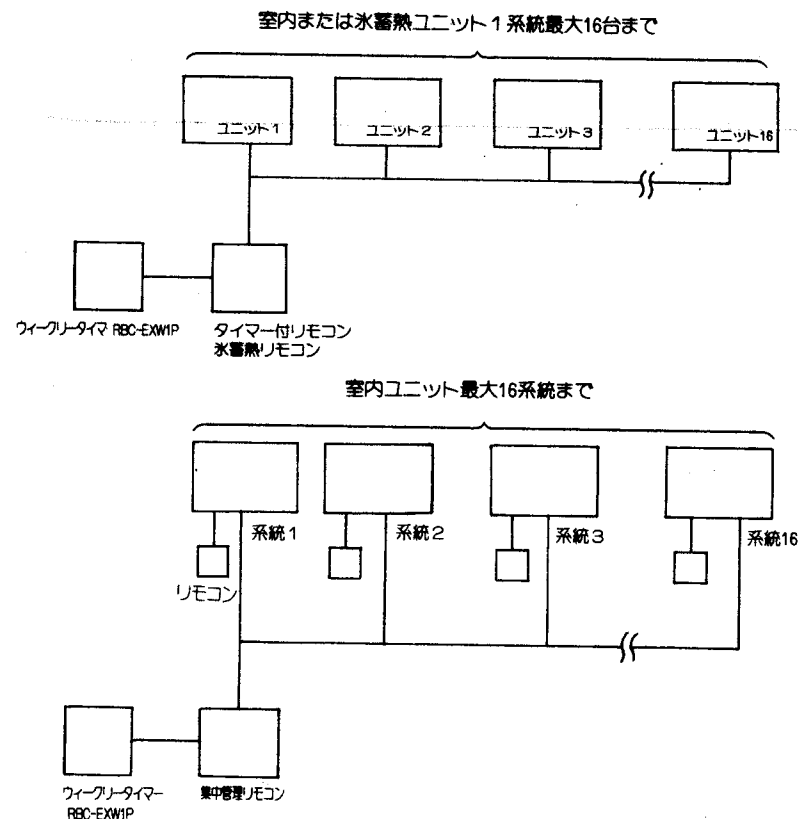 室内または氷蓄熱ユニット1系統最大16台まで
ユニット1
ユニット2
ユニット3
ユニット16
ウィークリータイマ RBC-EXW1P
タイマー付リモコン
氷蓄熱リモコン
室内ユニット最大16系統まで
系統1
系統2
系統3
系統16
リモコン
ウィークリータイマー
RBC-EXW1P
集中管理リモコン